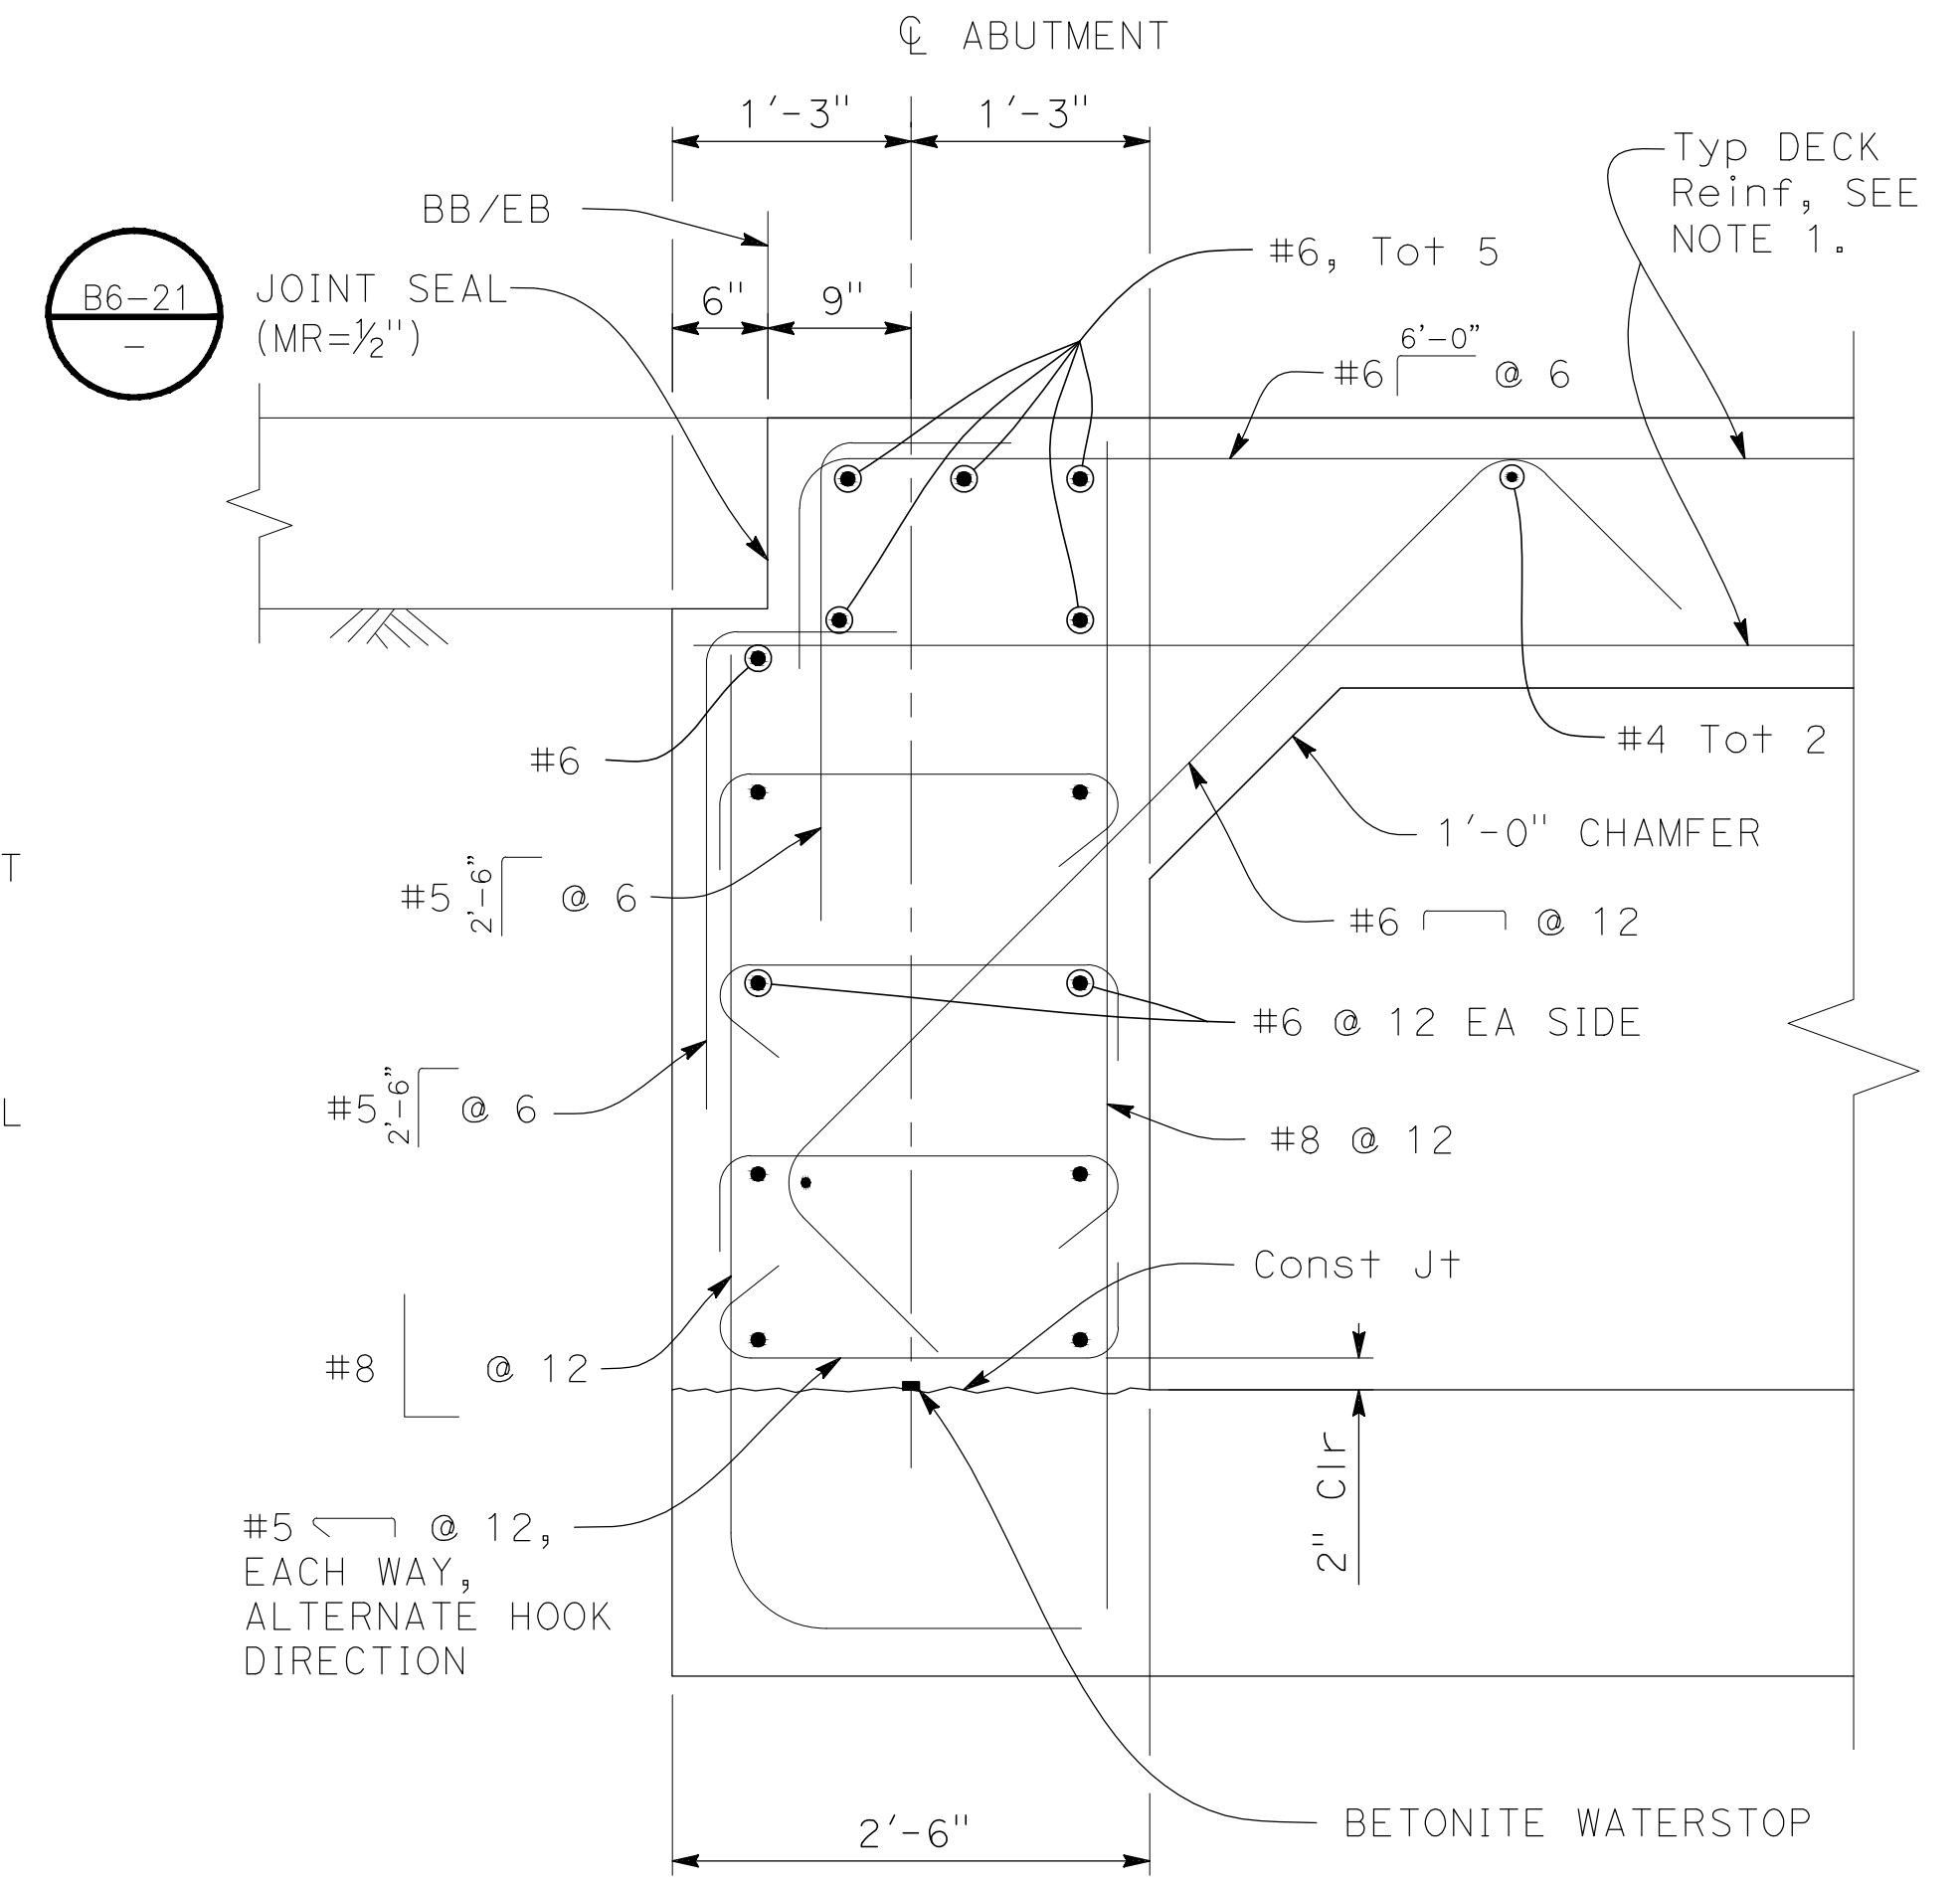 ℄ ABUTMENT
1'-3" 1'-3"
Typ DECK
Reinf, SEE
NOTE 1.
BB/EB
#6, Tot 5
B6-21
-
JOINT SEAL
(MR=½")
6" 9"
6'-0"
#6 @ 6
#6
#4 Tot 2
1'-0" CHAMFER
T
#5 2'-6" @ 6
#6 @ 12
#6 @ 12 EA SIDE
L
#5 2'-6" @ 6
#8 @ 12
Const Jt
#8 @ 12
2" Clr
#5 @ 12,
EACH WAY,
ALTERNATE HOOK
DIRECTION
BETONITE WATERSTOP
2'-6"